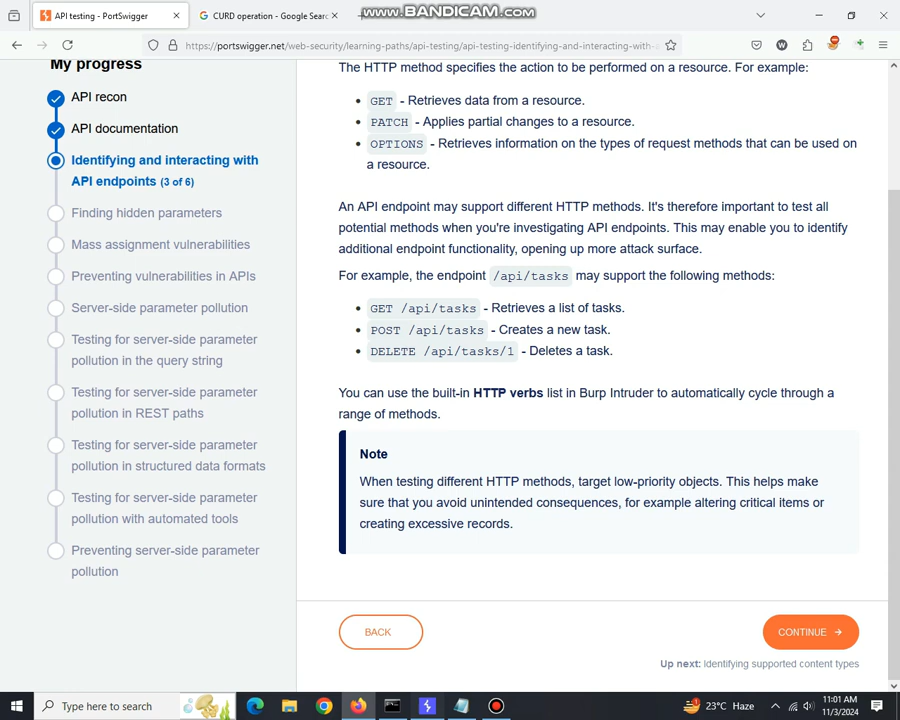 API testing - PortSwigger
CURD operation - Google Searc
www.BANDICAM.com
https://portswigger.net/web-security/learning-paths/api-testing/api-testing-identifying-and-interacting-with-
My progress
API recon
API documentation
Identifying and interacting with
API endpoints (3 of 6)
Finding hidden parameters
Mass assignment vulnerabilities
Preventing vulnerabilities in APIs
Server-side parameter pollution
Testing for server-side parameter
pollution in the query string
Testing for server-side parameter
pollution in REST paths
Testing for server-side parameter
pollution in structured data formats
Testing for server-side parameter
pollution with automated tools
Preventing server-side parameter
pollution
The HTTP method specifies the action to be performed on a resource. For example:
GET - Retrieves data from a resource.
PATCH - Applies partial changes to a resource.
OPTIONS - Retrieves information on the types of request methods that can be used on
a resource.
An API endpoint may support different HTTP methods. It's therefore important to test all
potential methods when you're investigating API endpoints. This may enable you to identify
additional endpoint functionality, opening up more attack surface.
For example, the endpoint /api/tasks may support the following methods:
GET /api/tasks - Retrieves a list of tasks.
POST /api/tasks - Creates a new task.
DELETE /api/tasks/1 - Deletes a task.
You can use the built-in HTTP verbs list in Burp Intruder to automatically cycle through a
range of methods.
Note
When testing different HTTP methods, target low-priority objects. This helps make
sure that you avoid unintended consequences, for example altering critical items or
creating excessive records.
BACK
CONTINUE →
Up next: Identifying supported content types
Type here to search
23°C Haze
11:01 AM
11/3/2024